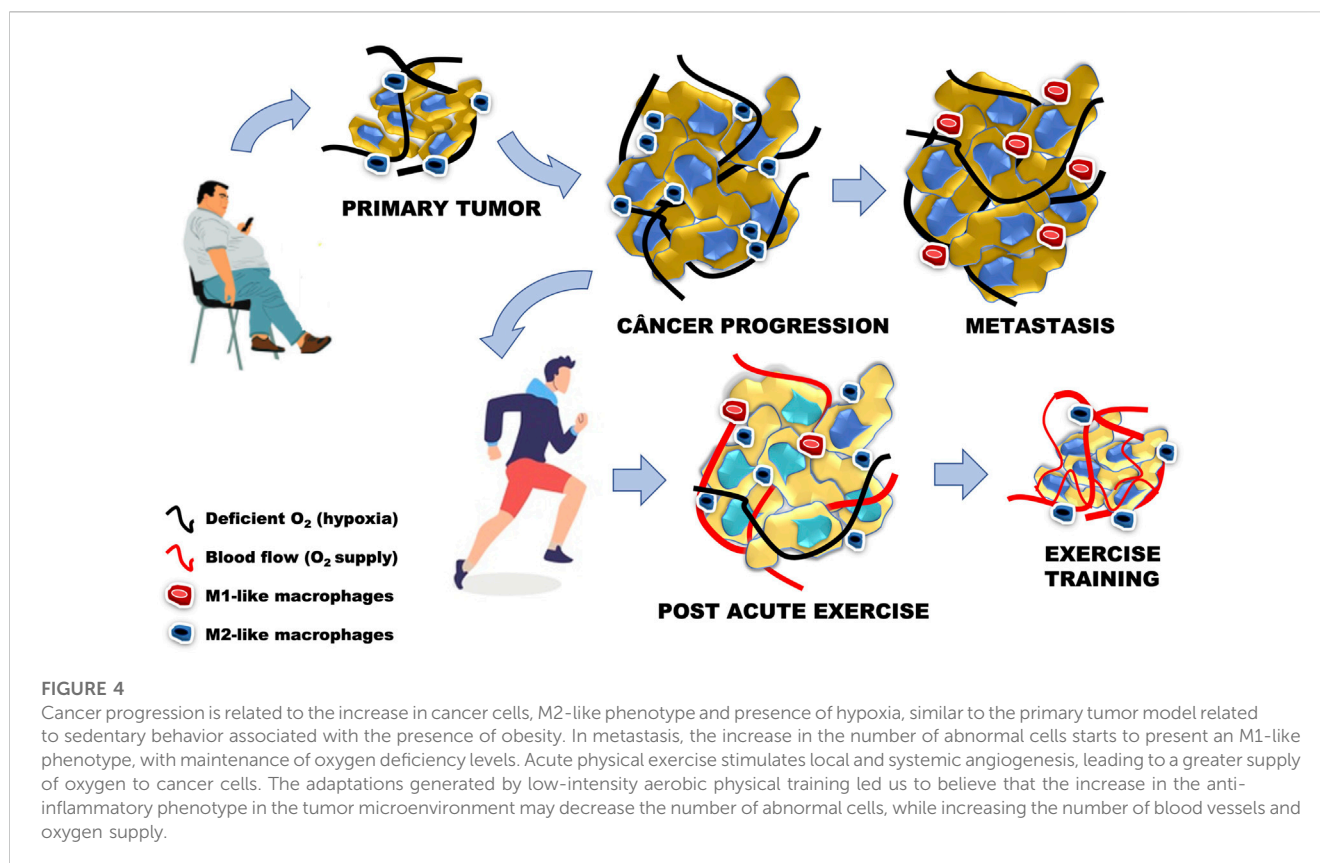 PRIMARY TUMOR
CÂNCER PROGRESSION
METASTASIS
Deficient O₂ (hypoxia)
Blood flow (O₂ supply)
M1-like macrophages
M2-like macrophages
POST ACUTE EXERCISE
EXERCISE
TRAINING
FIGURE 4
Cancer progression is related to the increase in cancer cells, M2-like phenotype and presence of hypoxia, similar to the primary tumor model related
to sedentary behavior associated with the presence of obesity. In metastasis, the increase in the number of abnormal cells starts to present an M1-like
phenotype, with maintenance of oxygen deficiency levels. Acute physical exercise stimulates local and systemic angiogenesis, leading to a greater supply
of oxygen to cancer cells. The adaptations generated by low-intensity aerobic physical training led us to believe that the increase in the anti-
inflammatory phenotype in the tumor microenvironment may decrease the number of abnormal cells, while increasing the number of blood vessels and
oxygen supply.